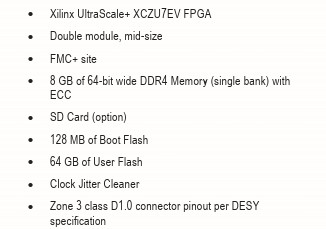 • Xilinx UltraScale+ XCZU7EV FPGA
• Double module, mid-size
• FMC+ site
• 8 GB of 64-bit wide DDR4 Memory (single bank) with
ECC
• SD Card (option)
• 128 MB of Boot Flash
• 64 GB of User Flash
• Clock Jitter Cleaner
• Zone 3 class D1.0 connector pinout per DESY
specification